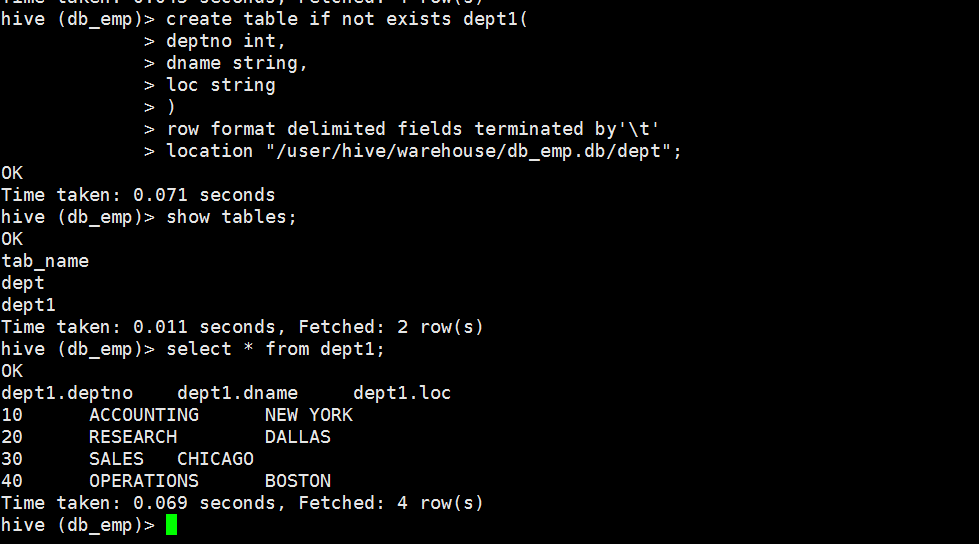 Time taken: 0.045 seconds, Fetched: 4 row(s)
hive (db_emp)> create table if not exists dept1(
> deptno int,
> dname string,
> loc string
> )
> row format delimited fields terminated by'\t'
> location "/user/hive/warehouse/db_emp.db/dept";
OK
Time taken: 0.071 seconds
hive (db_emp)> show tables;
OK
tab_name
dept
dept1
Time taken: 0.011 seconds, Fetched: 2 row(s)
hive (db_emp)> select * from dept1;
OK
dept1.deptno dept1.dname dept1.loc
10 ACCOUNTING NEW YORK
20 RESEARCH DALLAS
30 SALES CHICAGO
40 OPERATIONS BOSTON
Time taken: 0.069 seconds, Fetched: 4 row(s)
hive (db_emp)>